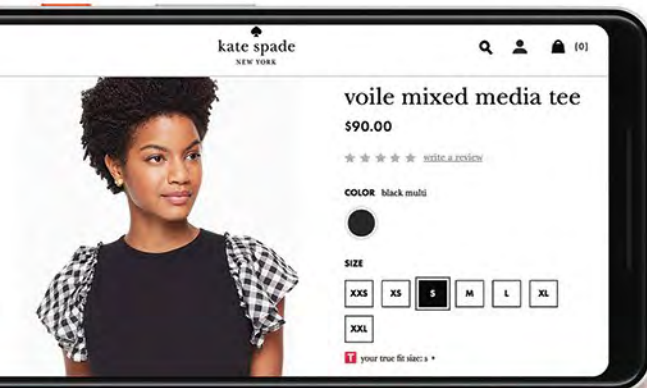 kate spade
NEW YORK
(0)
voile mixed media tee
$90.00
write a review
COLOR black multi
SIZE
XXS XS S M L XL
XXL
T your true fit size: s